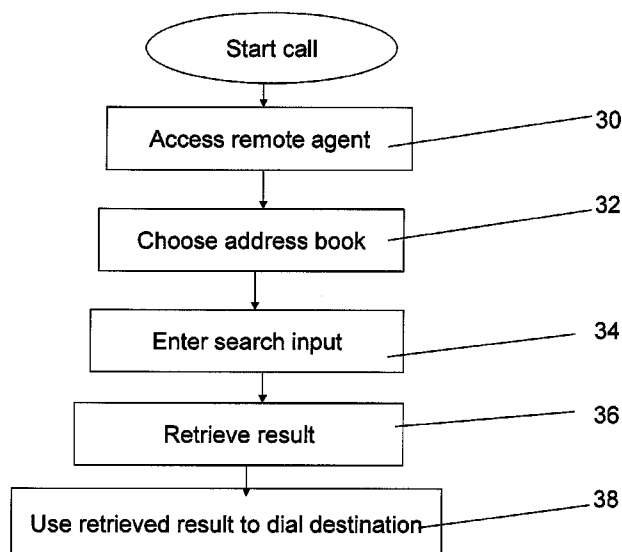 Start call
Access remote agent
30
Choose address book
32
Enter search input
34
Retrieve result
36
Use retrieved result to dial destination
38